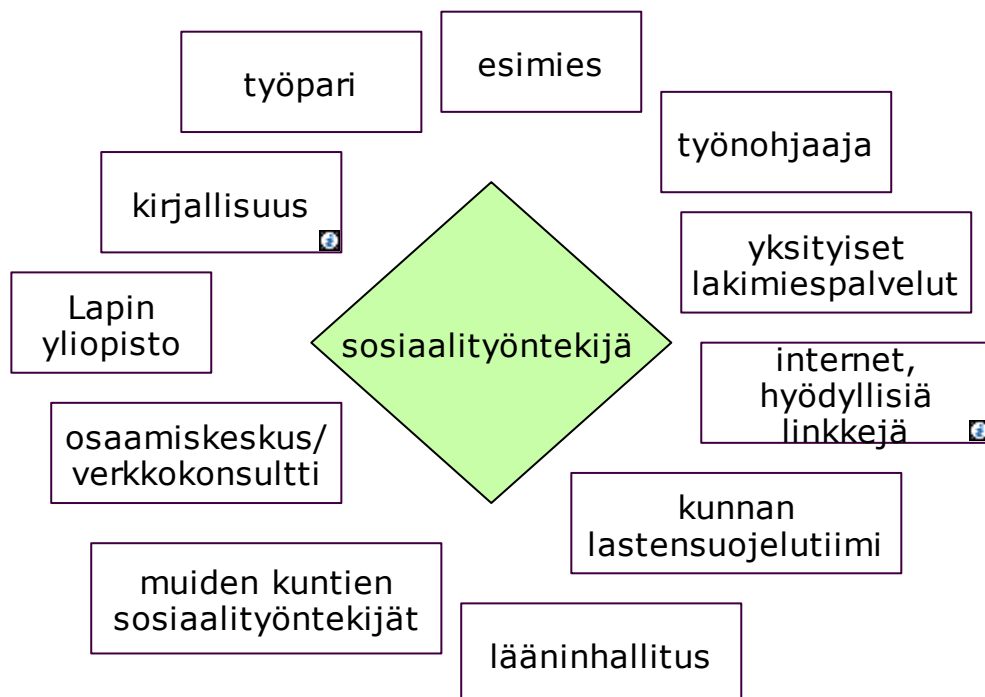 esimies
työpari
työnohjaaja
kirjallisuus
yksityiset
lakimiespalvelut
Lapin
yliopisto
sosiaalityöntekijä
internet,
hyödyllisiä
linkkejä
osaamiskeskus/
verkkokonsultti
kunnan
lastensuojelutiimi
muiden kuntien
sosiaalityöntekijät
lääninhallitus